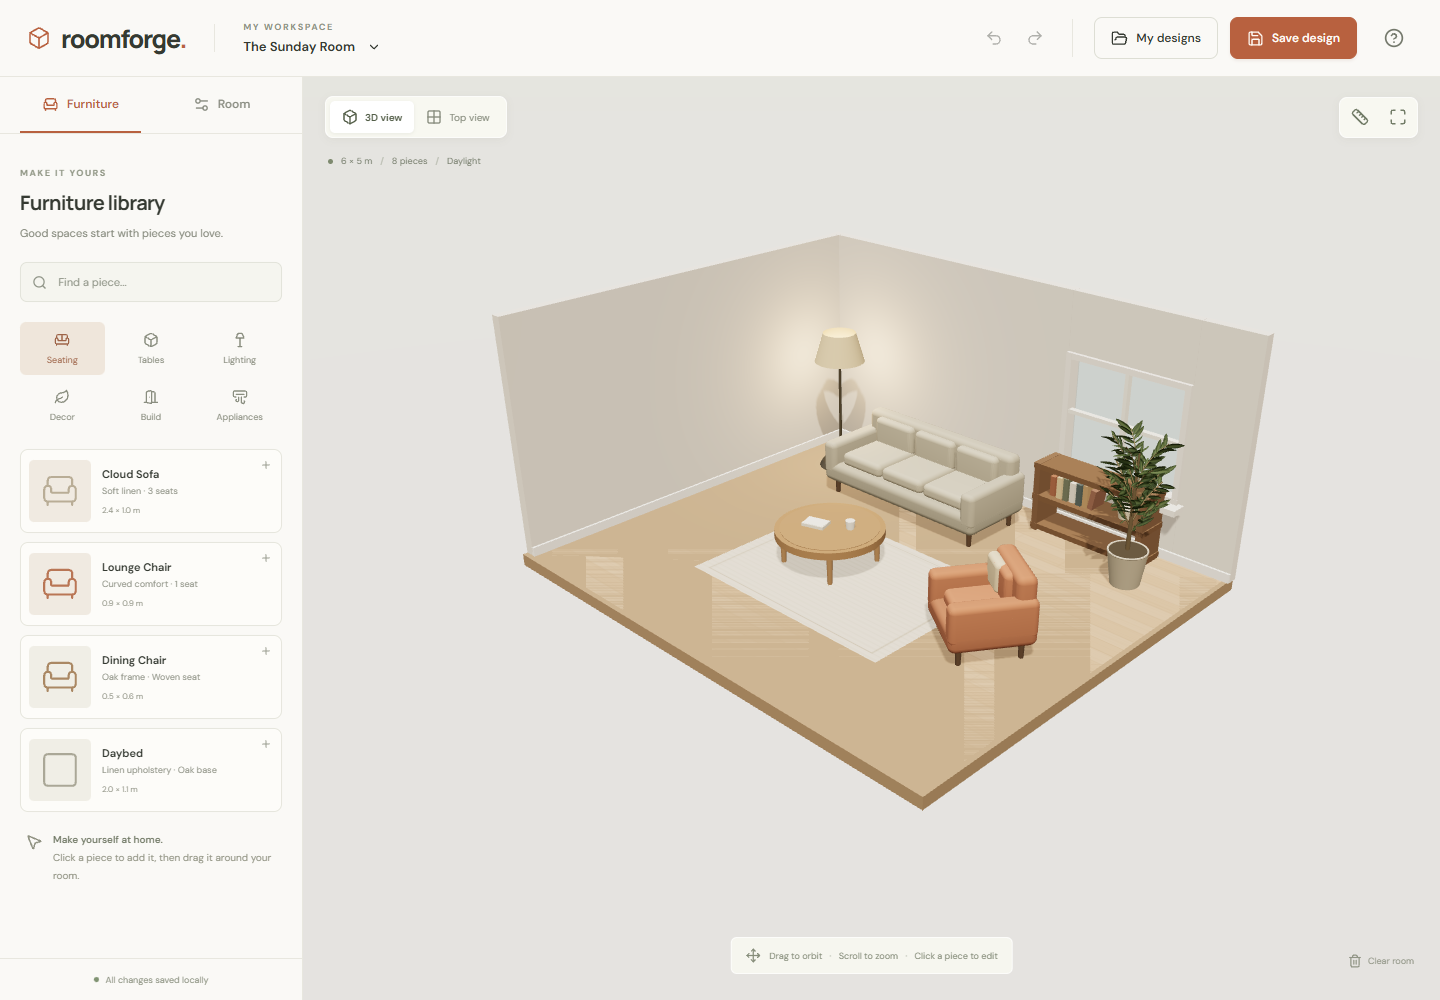 roomforge.
MY WORKSPACE
The Sunday Room
My designs
Save design
Furniture
Room
MAKE IT YOURS
Furniture library
Good spaces start with pieces you love.
Find a piece...
Seating
Tables
Lighting
Decor
Build
Appliances
Cloud Sofa
Soft linen · 3 seats
2.4 × 1.0 m
Lounge Chair
Curved comfort · 1 seat
0.9 × 0.9 m
Dining Chair
Oak frame · Woven seat
0.5 × 0.6 m
Daybed
Linen upholstery · Oak base
2.0 × 1.1 m
Make yourself at home.
Click a piece to add it, then drag it around your
room.
All changes saved locally
3D view
Top view
6 × 5 m / 8 pieces / Daylight
Drag to orbit · Scroll to zoom · Click a piece to edit
Clear room